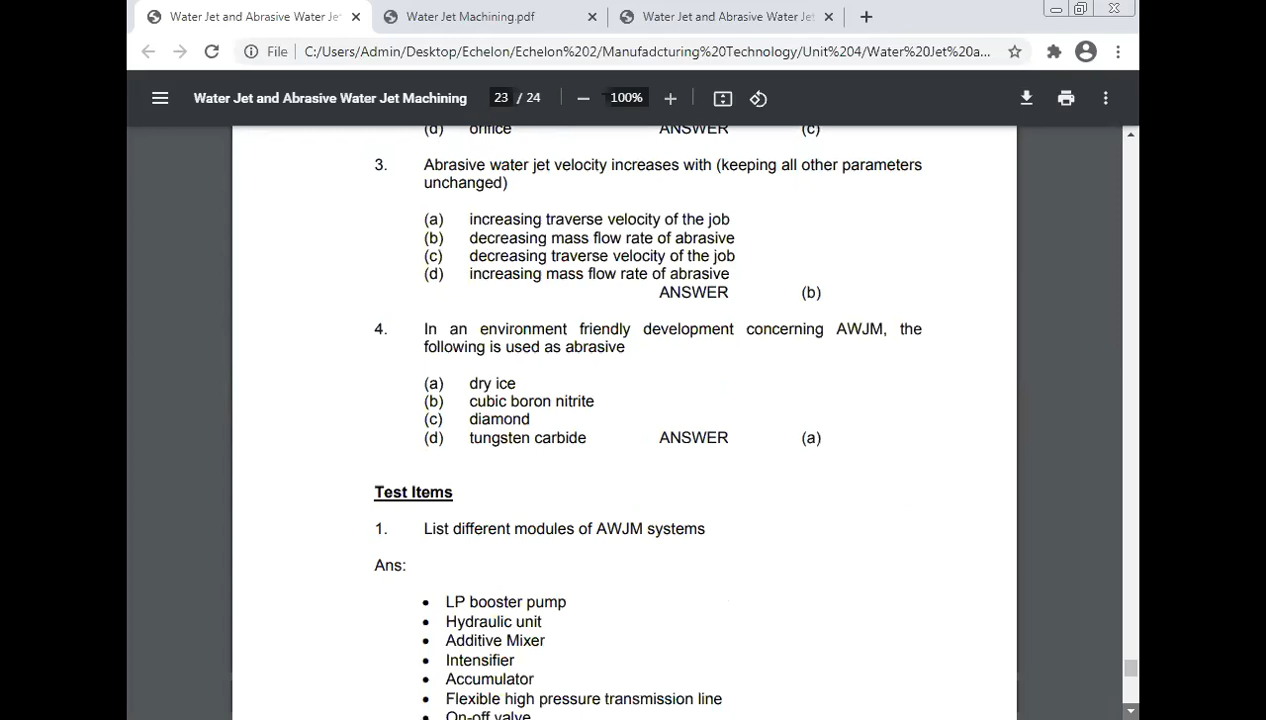 Water Jet and Abrasive Water Je
Water Jet Machining.pdf
Water Jet and Abrasive Water Jet
File C:/Users/Admin/Desktop/Echelon/Echelon%202/Manufadcturing%20Technology/Unit%204/Water%20Jet%20a...
Water Jet and Abrasive Water Jet Machining 23 / 24 100%
(d) orifice ANSWER (c)
3. Abrasive water jet velocity increases with (keeping all other parameters
unchanged)
(a) increasing traverse velocity of the job
(b) decreasing mass flow rate of abrasive
(c) decreasing traverse velocity of the job
(d) increasing mass flow rate of abrasive
ANSWER (b)
4. In an environment friendly development concerning AWJM, the
following is used as abrasive
(a) dry ice
(b) cubic boron nitrite
(c) diamond
(d) tungsten carbide ANSWER (a)
Test Items
1. List different modules of AWJM systems
Ans:
• LP booster pump
• Hydraulic unit
• Additive Mixer
• Intensifier
• Accumulator
• Flexible high pressure transmission line
• On-off valve